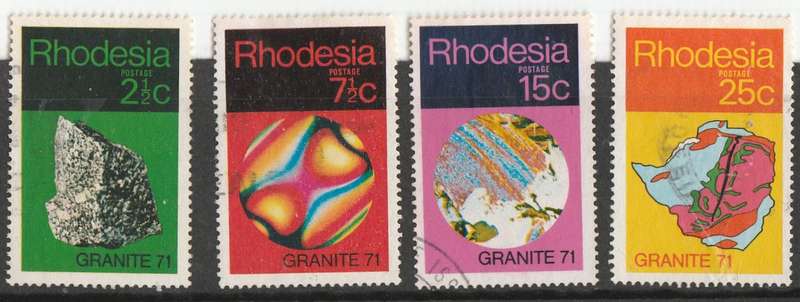 Rhodesia
POSTAGE
2½c
GRANITE 71
Rhodesia
POSTAGE
7½c
GRANITE 71
Rhodesia
POSTAGE
15c
GRANITE 71
Rhodesia
POSTAGE
25c
GRANITE 71